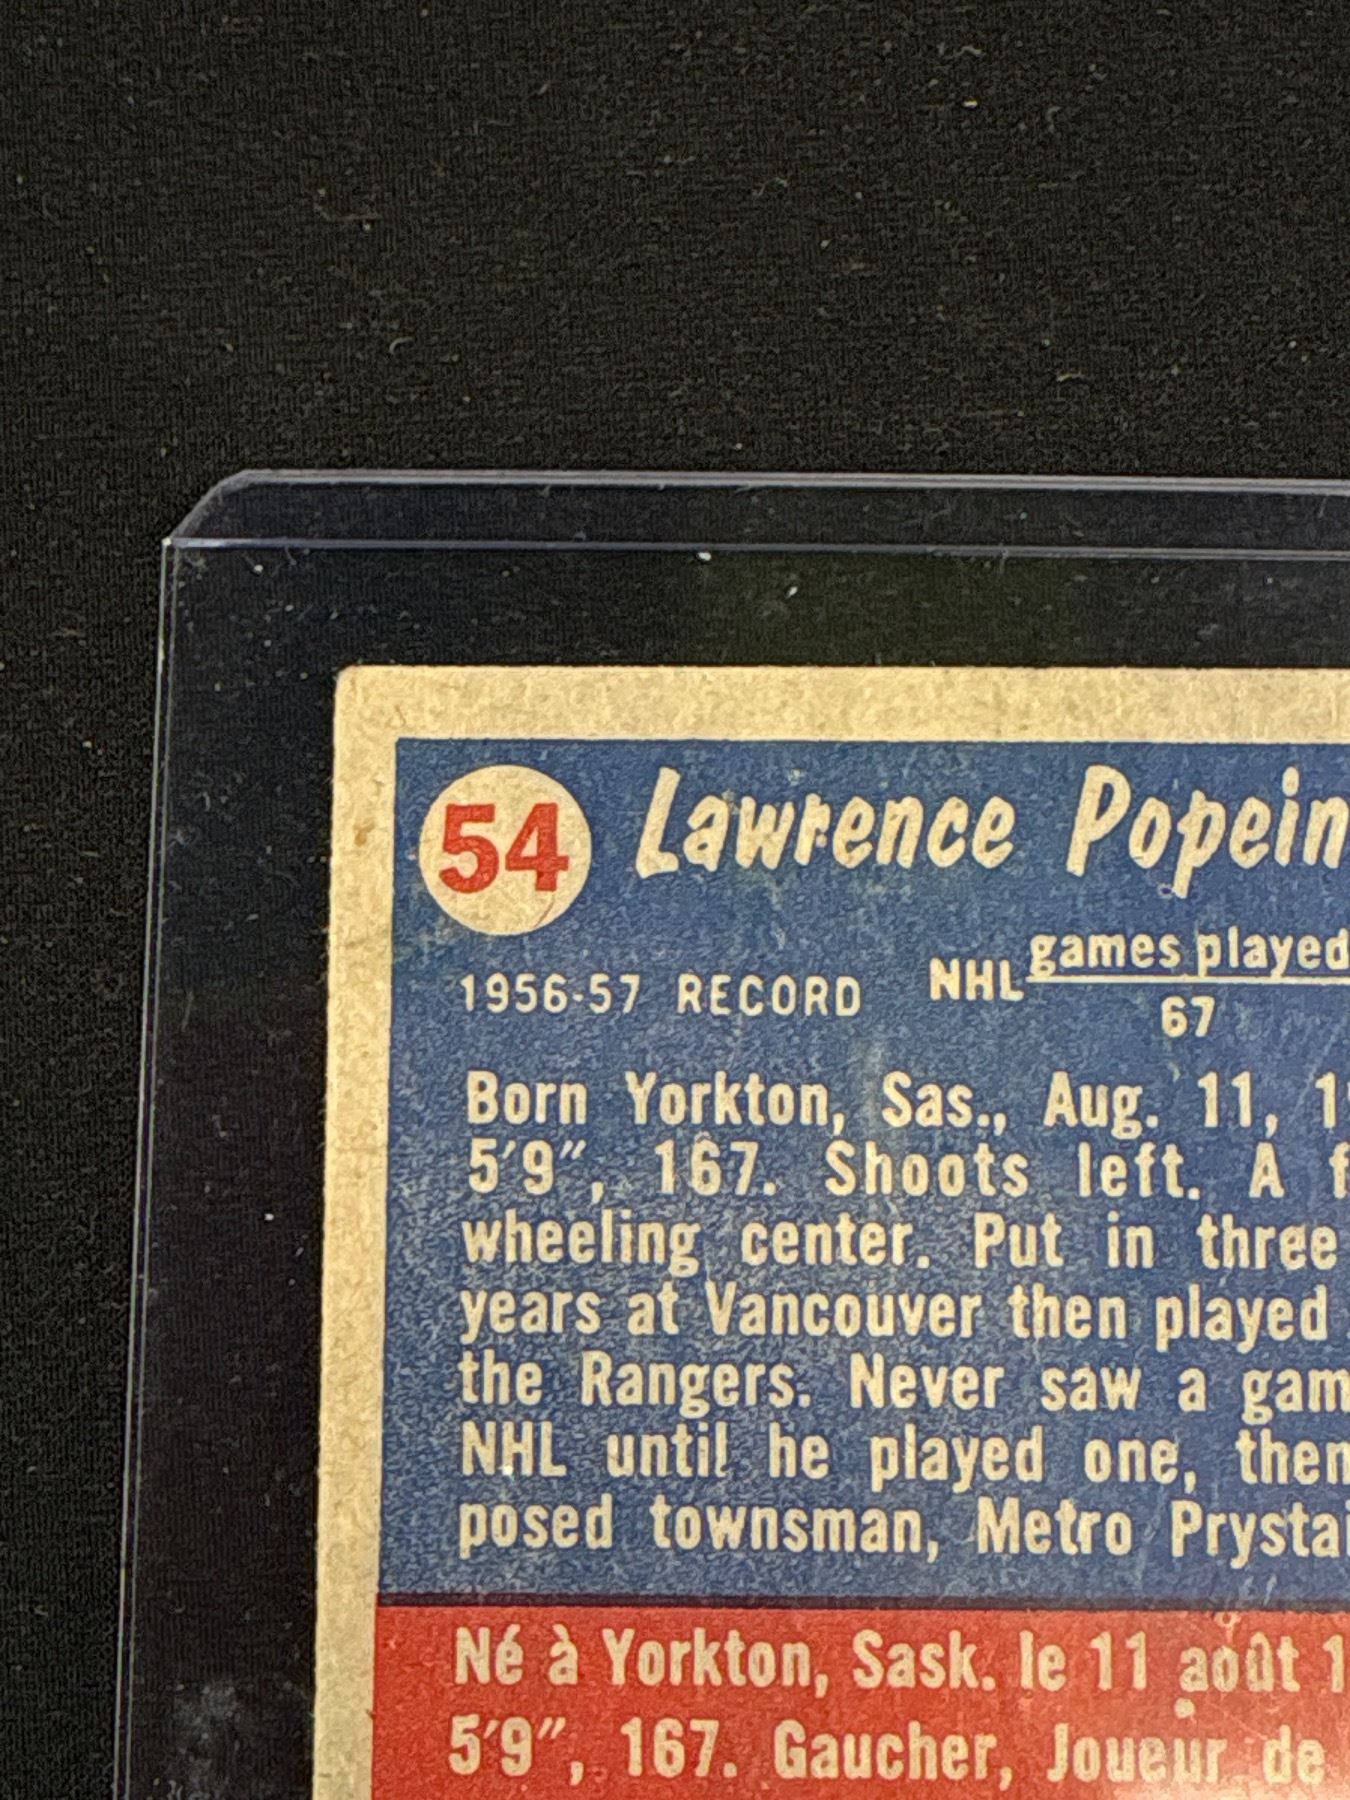 54 Lawrence Popein
games played
1956-57 RECORD NHL
67
Born Yorkton, Sas., Aug. 11,
5'9", 167. Shoots left. A
wheeling center. Put in three
years at Vancouver then played
the Rangers. Never saw a gam
NHL until he played one, then
posed townsman, Metro Prystai
Né à Yorkton, Sask. le 11 août
5'9", 167. Gaucher, Joueur de